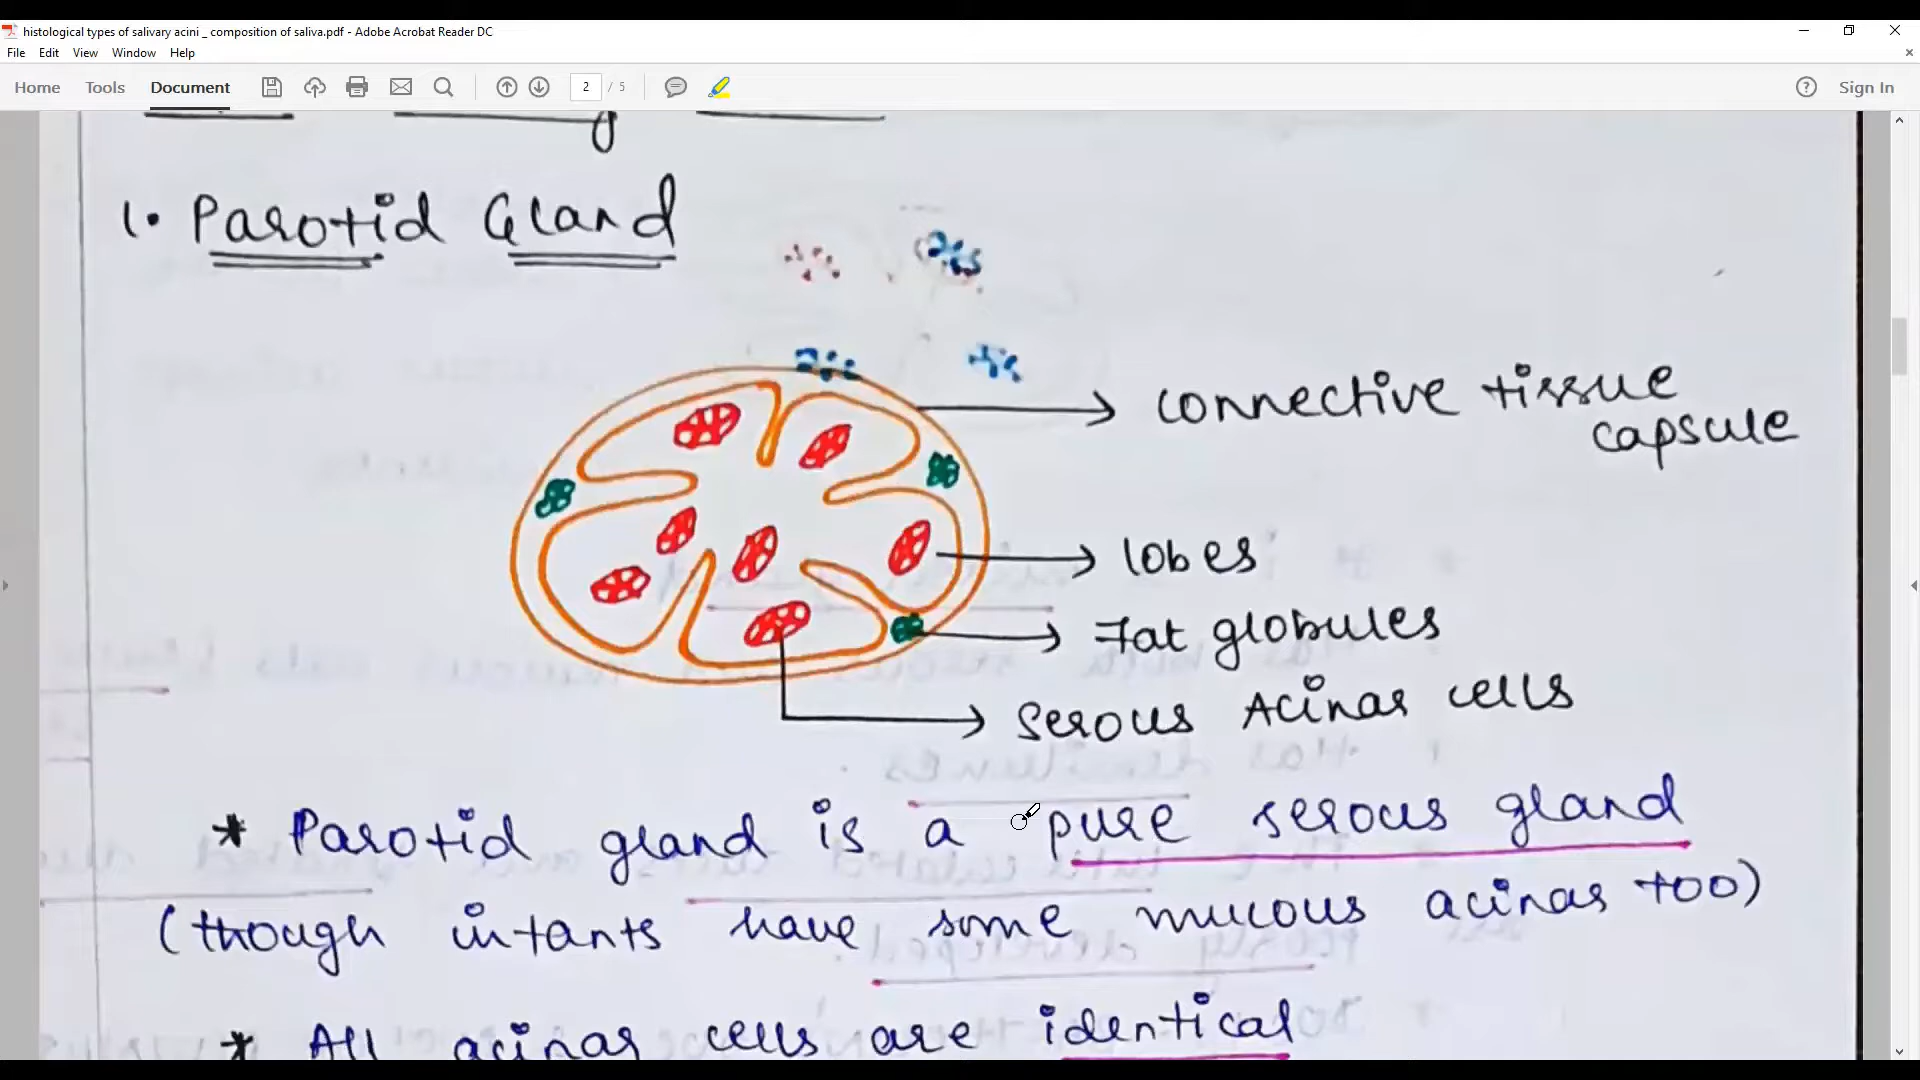 histological types of salivary acini _ composition of saliva.pdf - Adobe Acrobat Reader DC
File Edit View Window Help
Home Tools Document 2 / 5 Sign In
1. Parotid Gland
connective tissue
capsule
lobes
Fat globules
Serous Acinar cells
* Parotid gland is a pure serous gland
(though infants have some mucous acinar too)
* All acinar cells are identical